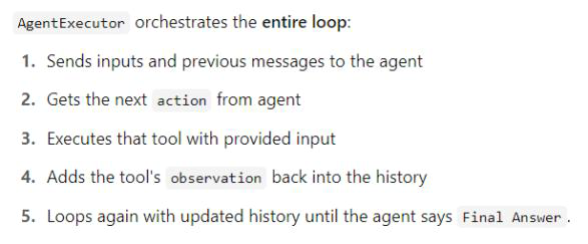 AgentExecutor orchestrates the entire loop:
1. Sends inputs and previous messages to the agent
2. Gets the next action from agent
3. Executes that tool with provided input
4. Adds the tool's observation back into the history
5. Loops again with updated history until the agent says Final Answer.